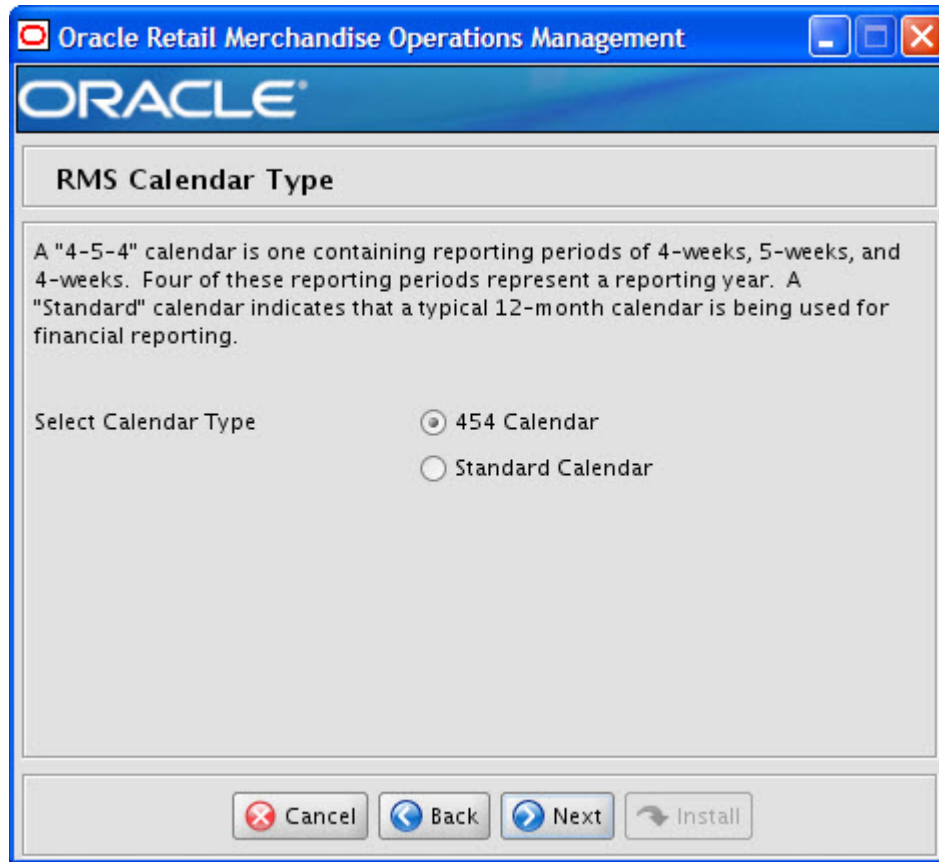 Oracle Retail Merchandise Operations Management
ORACLE®
RMS Calendar Type
A "4-5-4" calendar is one containing reporting periods of 4-weeks, 5-weeks, and
4-weeks. Four of these reporting periods represent a reporting year. A
"Standard" calendar indicates that a typical 12-month calendar is being used for
financial reporting.
Select Calendar Type
454 Calendar
Standard Calendar
Cancel
Back
Next
Install